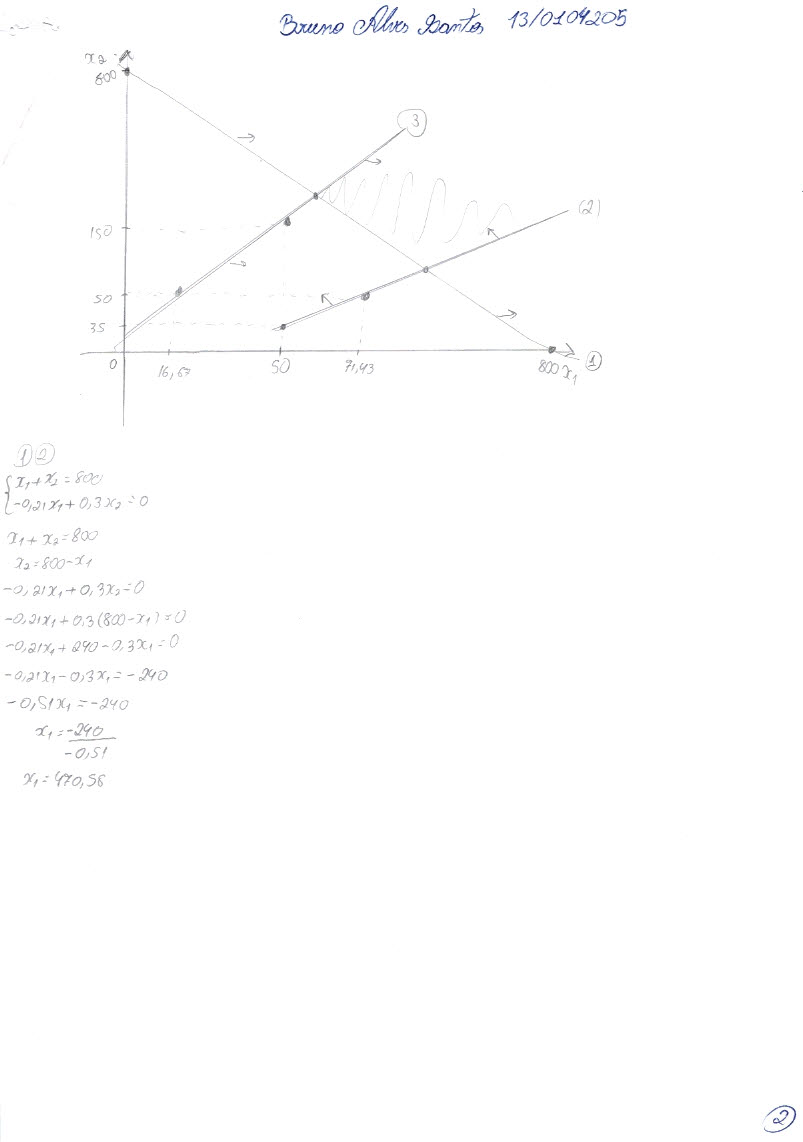 Bruno Alves Santos 13/0104205
x2
800
3
(2)
150
50
35
0
16,67
50
71,43
800 x1
1
1 2
x1 + x2 = 800
-0,21x1 + 0,3x2 = 0
x1 + x2 = 800
x2 = 800 - x1
-0,21x1 + 0,3x2 = 0
-0,21x1 + 0,3(800 - x1) = 0
-0,21x1 + 240 - 0,3x1 = 0
-0,21x1 - 0,3x1 = -240
-0,51x1 = -240
x1 = -240
-0,51
x1 = 470,58
2